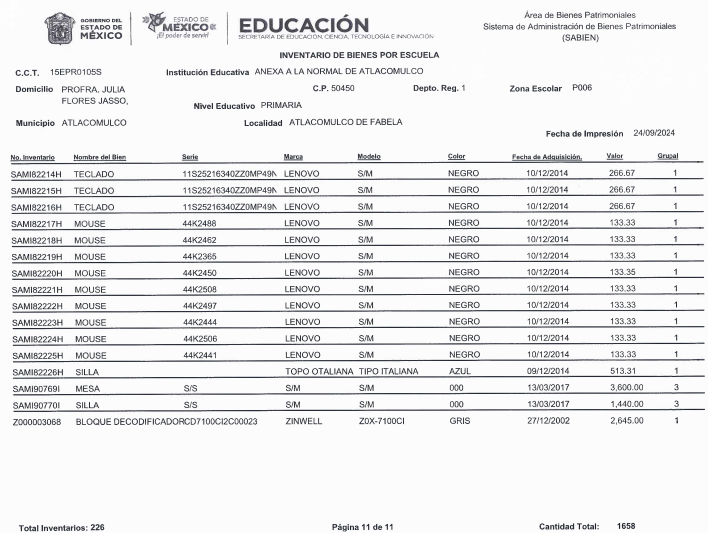 GOBIERNO DEL
ESTADO DE
MÉXICO
ESTADO DE
MÉXICO
¡El poder de servir!
EDUCACIÓN
SECRETARÍA DE EDUCACIÓN, CIENCIA, TECNOLOGÍA E INNOVACIÓN
Área de Bienes Patrimoniales
Sistema de Administración de Bienes Patrimoniales
(SABIEN)
INVENTARIO DE BIENES POR ESCUELA
C.C.T. 15EPR0105S Institución Educativa ANEXA A LA NORMAL DE ATLACOMULCO
Domicilio PROFRA. JULIA FLORES JASSO, C.P. 50450 Depto. Reg. 1 Zona Escolar P006
Nivel Educativo PRIMARIA
Municipio ATLACOMULCO Localidad ATLACOMULCO DE FABELA
Fecha de Impresión 24/09/2024
No. Inventario Nombre del Bien Serie Marca Modelo Color Fecha de Adquisición. Valor Grupal
SAMI82214H TECLADO 11S25216340ZZ0MP49N LENOVO S/M NEGRO 10/12/2014 266.67 1
SAMI82215H TECLADO 11S25216340ZZ0MP49N LENOVO S/M NEGRO 10/12/2014 266.67 1
SAMI82216H TECLADO 11S25216340ZZ0MP49N LENOVO S/M NEGRO 10/12/2014 266.67 1
SAMI82217H MOUSE 44K2488 LENOVO S/M NEGRO 10/12/2014 133.33 1
SAMI82218H MOUSE 44K2462 LENOVO S/M NEGRO 10/12/2014 133.33 1
SAMI82219H MOUSE 44K2365 LENOVO S/M NEGRO 10/12/2014 133.33 1
SAMI82220H MOUSE 44K2450 LENOVO S/M NEGRO 10/12/2014 133.35 1
SAMI82221H MOUSE 44K2508 LENOVO S/M NEGRO 10/12/2014 133.33 1
SAMI82222H MOUSE 44K2497 LENOVO S/M NEGRO 10/12/2014 133.33 1
SAMI82223H MOUSE 44K2444 LENOVO S/M NEGRO 10/12/2014 133.33 1
SAMI82224H MOUSE 44K2506 LENOVO S/M NEGRO 10/12/2014 133.33 1
SAMI82225H MOUSE 44K2441 LENOVO S/M NEGRO 10/12/2014 133.33 1
SAMI82226H SILLA TOPO OTALIANA TIPO ITALIANA AZUL 09/12/2014 513.31 1
SAMI90769I MESA S/S S/M S/M 000 13/03/2017 3,600.00 3
SAMI90770I SILLA S/S S/M S/M 000 13/03/2017 1,440.00 3
Z000003068 BLOQUE DECODIFICADORCD7100CI2C00023 ZINWELL Z0X-7100CI GRIS 27/12/2002 2,645.00 1
Total Inventarios: 226 Página 11 de 11 Cantidad Total: 1658